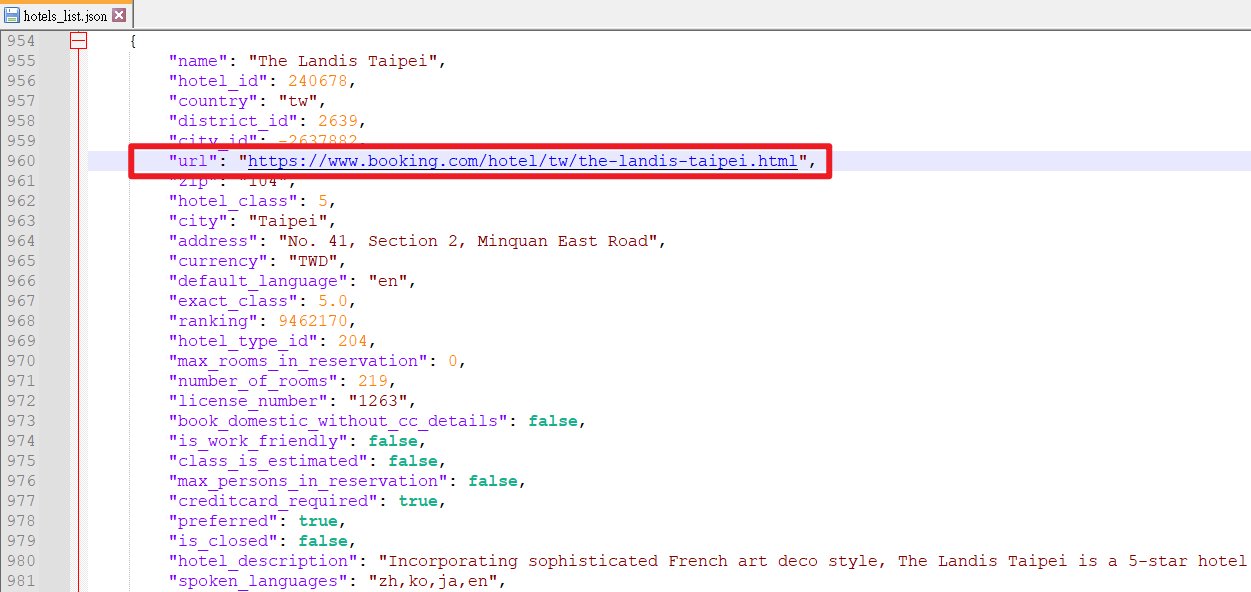 hotels_list.json
954 {
955 "name": "The Landis Taipei",
956 "hotel_id": 240678,
957 "country": "tw",
958 "district_id": 2639,
959 "city_id": -2637882,
960 "url": "https://www.booking.com/hotel/tw/the-landis-taipei.html",
961 "zip": "104",
962 "hotel_class": 5,
963 "city": "Taipei",
964 "address": "No. 41, Section 2, Minquan East Road",
965 "currency": "TWD",
966 "default_language": "en",
967 "exact_class": 5.0,
968 "ranking": 9462170,
969 "hotel_type_id": 204,
970 "max_rooms_in_reservation": 0,
971 "number_of_rooms": 219,
972 "license_number": "1263",
973 "book_domestic_without_cc_details": false,
974 "is_work_friendly": false,
975 "class_is_estimated": false,
976 "max_persons_in_reservation": false,
977 "creditcard_required": true,
978 "preferred": true,
979 "is_closed": false,
980 "hotel_description": "Incorporating sophisticated French art deco style, The Landis Taipei is a 5-star hotel
981 "spoken_languages": "zh,ko,ja,en",